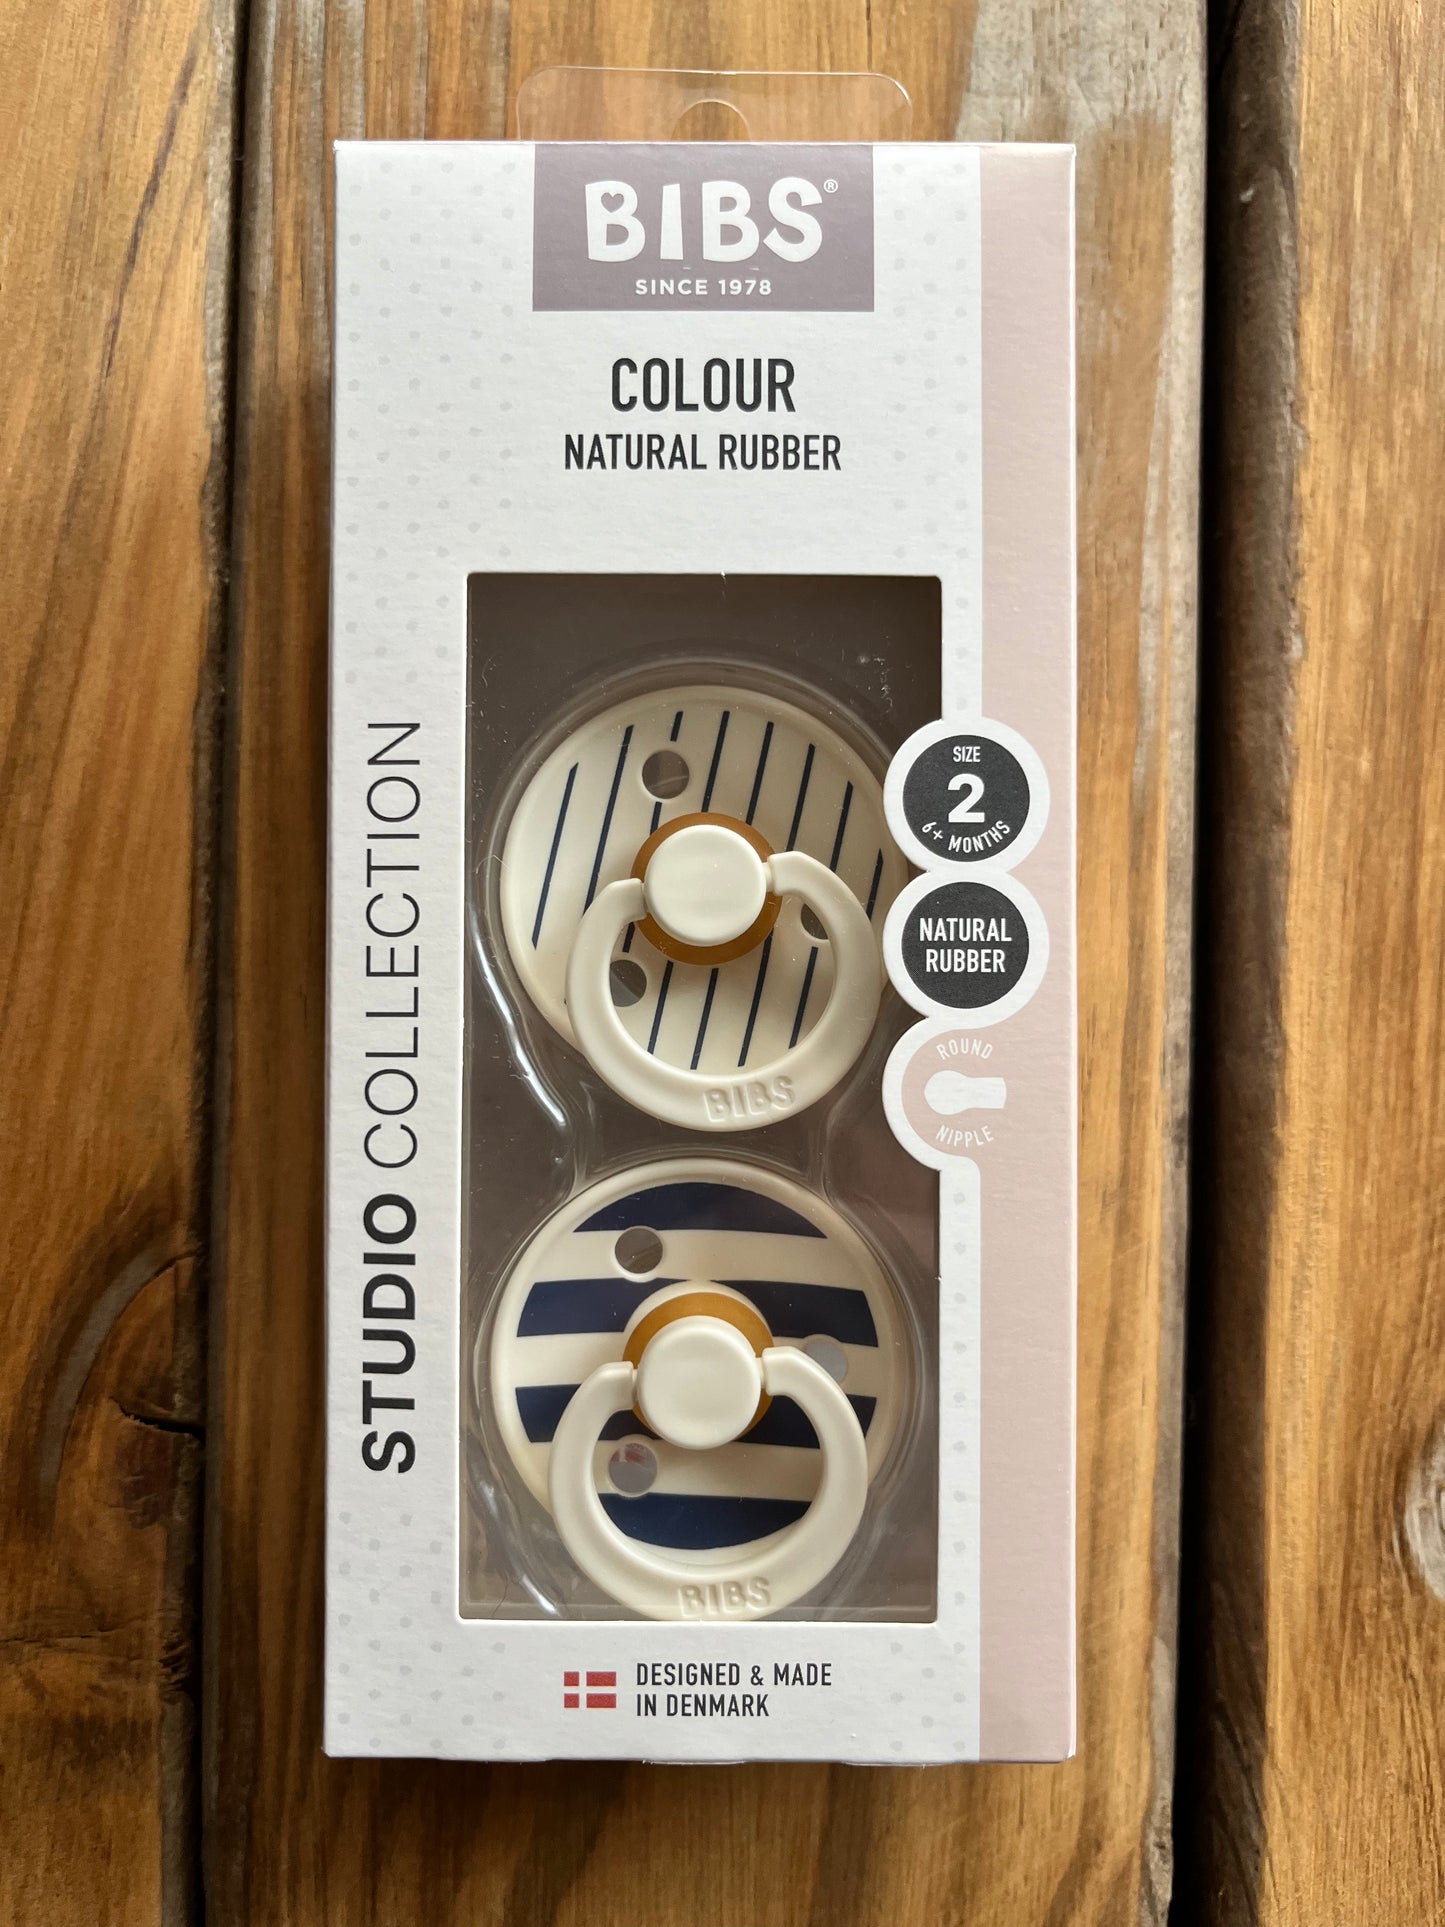 BIBS®
SINCE 1978
COLOUR
NATURAL RUBBER
STUDIO COLLECTION
SIZE
2
6+ MONTHS
NATURAL
RUBBER
ROUND
NIPPLE
BIBS
BIBS
DESIGNED & MADE
IN DENMARK